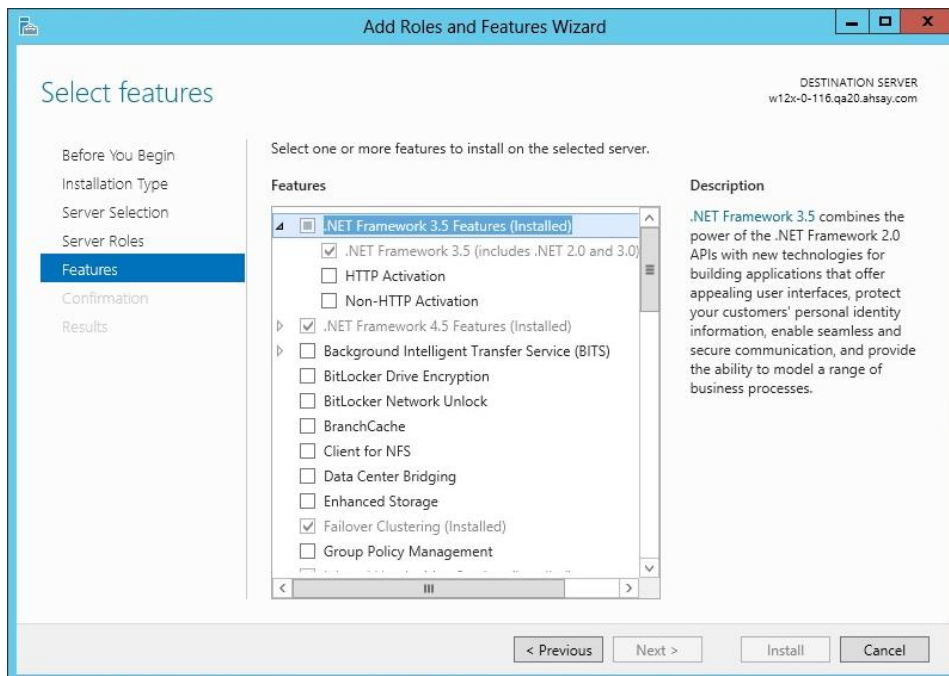 Add Roles and Features Wizard
Select features
DESTINATION SERVER
w12x-0-116.qa20.ahsay.com
Before You Begin
Installation Type
Server Selection
Server Roles
Features
Confirmation
Results
Select one or more features to install on the selected server.
Features
.NET Framework 3.5 Features (Installed)
.NET Framework 3.5 (includes .NET 2.0 and 3.0)
HTTP Activation
Non-HTTP Activation
.NET Framework 4.5 Features (Installed)
Background Intelligent Transfer Service (BITS)
BitLocker Drive Encryption
BitLocker Network Unlock
BranchCache
Client for NFS
Data Center Bridging
Enhanced Storage
Failover Clustering (Installed)
Group Policy Management
Description
.NET Framework 3.5 combines the
power of the .NET Framework 2.0
APIs with new technologies for
building applications that offer
appealing user interfaces, protect
your customers' personal identity
information, enable seamless and
secure communication, and provide
the ability to model a range of
business processes.
< Previous
Next >
Install
Cancel